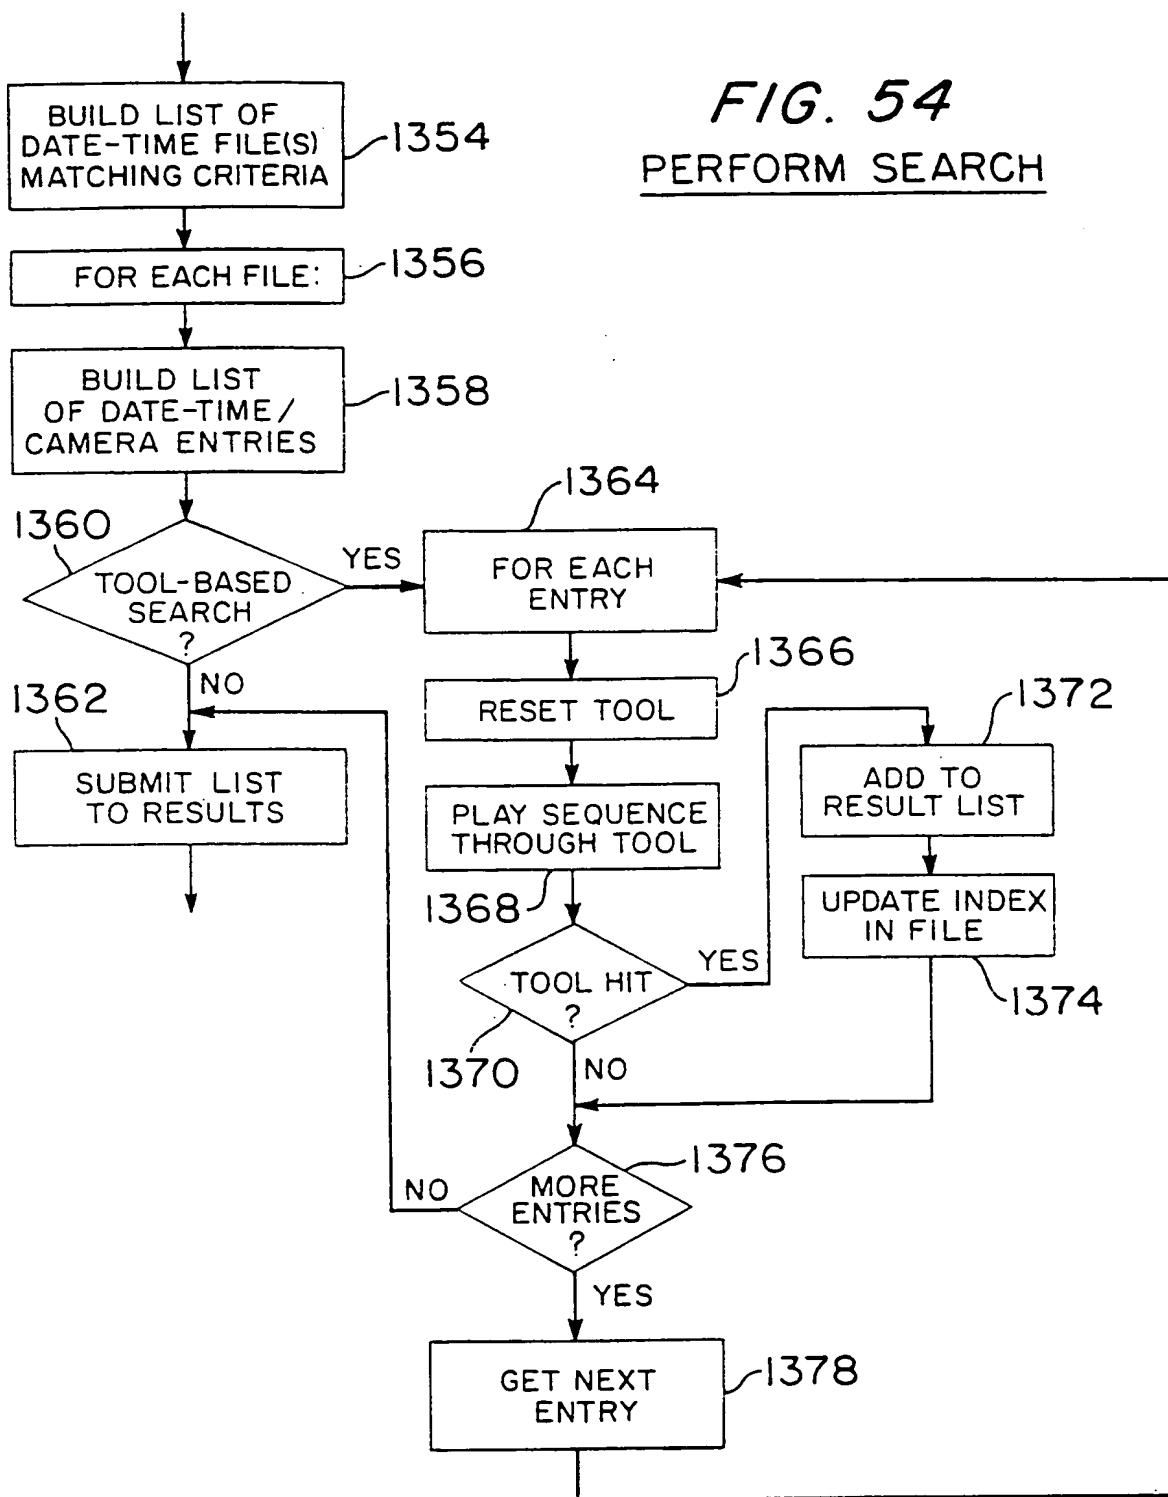 FIG. 54
PERFORM SEARCH
BUILD LIST OF
DATE-TIME FILE(S)
MATCHING CRITERIA
1354
FOR EACH FILE:
1356
BUILD LIST
OF DATE-TIME/
CAMERA ENTRIES
1358
1360
TOOL-BASED
SEARCH
?
YES
NO
1362
SUBMIT LIST
TO RESULTS
1364
FOR EACH
ENTRY
1366
RESET TOOL
PLAY SEQUENCE
THROUGH TOOL
1368
TOOL HIT
?
1370
YES
NO
1372
ADD TO
RESULT LIST
UPDATE INDEX
IN FILE
1374
1376
MORE
ENTRIES
?
NO
YES
GET NEXT
ENTRY
1378